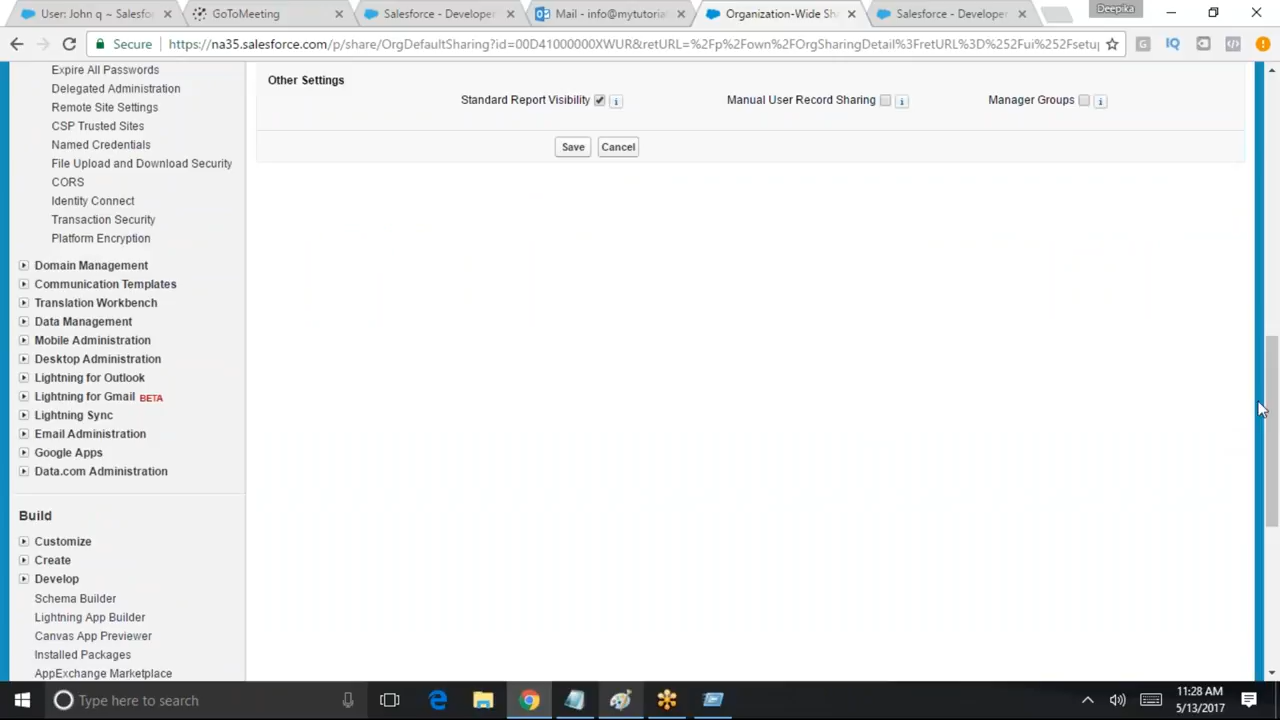 User: John q ~ Salesfo
GoToMeeting
Salesforce - Developer
Mail - info@mytutorial
Organization-Wide Sh
Salesforce - Developer
Deepika
Secure
https://na35.salesforce.com/p/share/OrgDefaultSharing?id=00D41000000XWUR&retURL=%2Fp%2Fown%2FOrgSharingDetail%3FretURL%3D%252Fui%252Fsetu
Expire All Passwords
Delegated Administration
Remote Site Settings
CSP Trusted Sites
Named Credentials
File Upload and Download Security
CORS
Identity Connect
Transaction Security
Platform Encryption
Domain Management
Communication Templates
Translation Workbench
Data Management
Mobile Administration
Desktop Administration
Lightning for Outlook
Lightning for Gmail BETA
Lightning Sync
Email Administration
Google Apps
Data.com Administration
Build
Customize
Create
Develop
Schema Builder
Lightning App Builder
Canvas App Previewer
Installed Packages
AppExchange Marketplace
Other Settings
Standard Report Visibility
Manual User Record Sharing
Manager Groups
Save
Cancel
Type here to search
11:28 AM
5/13/2017